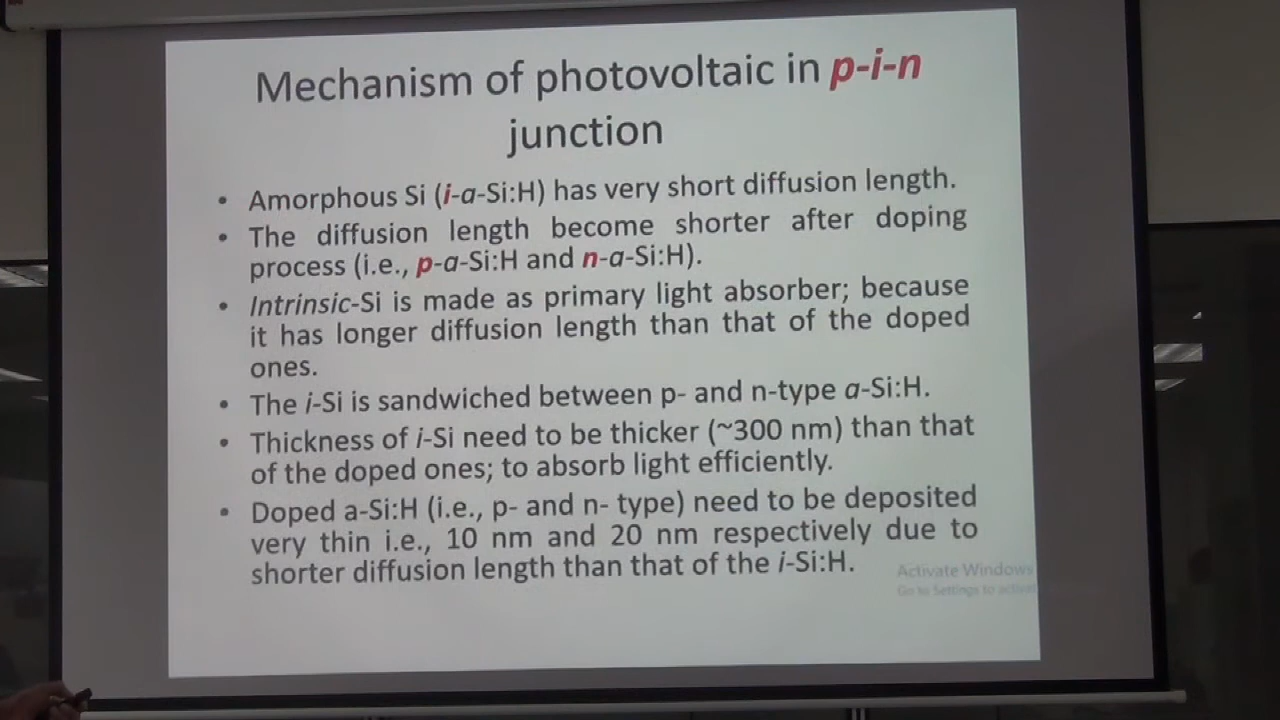 Mechanism of photovoltaic in p-i-n
junction
• Amorphous Si (i-a-Si:H) has very short diffusion length.
• The diffusion length become shorter after doping
process (i.e., p-a-Si:H and n-a-Si:H).
• Intrinsic-Si is made as primary light absorber; because
it has longer diffusion length than that of the doped
ones.
• The i-Si is sandwiched between p- and n-type a-Si:H.
• Thickness of i-Si need to be thicker (~300 nm) than that
of the doped ones; to absorb light efficiently.
• Doped a-Si:H (i.e., p- and n- type) need to be deposited
very thin i.e., 10 nm and 20 nm respectively due to
shorter diffusion length than that of the i-Si:H.
Activate Windows
Go to Settings to activat